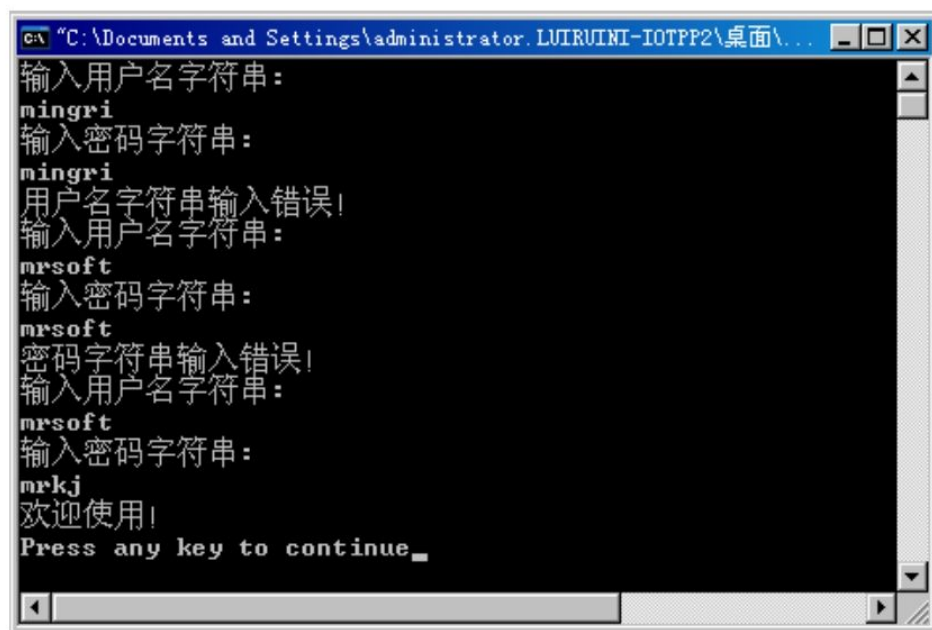 "C:\Documents and Settings\administrator.LUIRUINI-IOTPP2\桌面\...
输入用户名字符串:
mingri
输入密码字符串:
mingri
用户名字符串输入错误!
输入用户名字符串:
mrsoft
输入密码字符串:
mrsoft
密码字符串输入错误!
输入用户名字符串:
mrsoft
输入密码字符串:
mrkj
欢迎使用!
Press any key to continue_